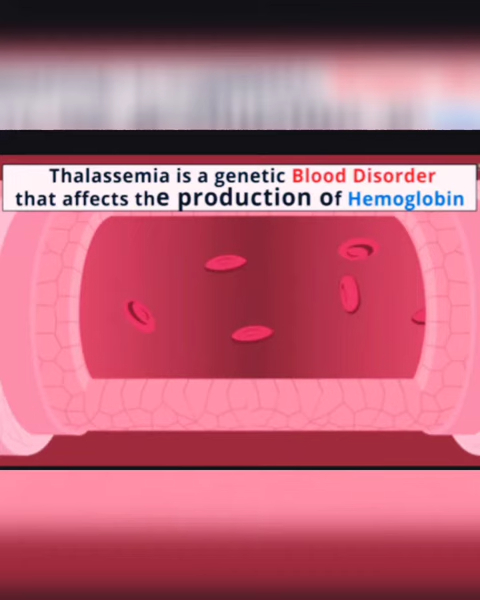 Thalassemia is a genetic Blood Disorder
that affects the production of Hemoglobin